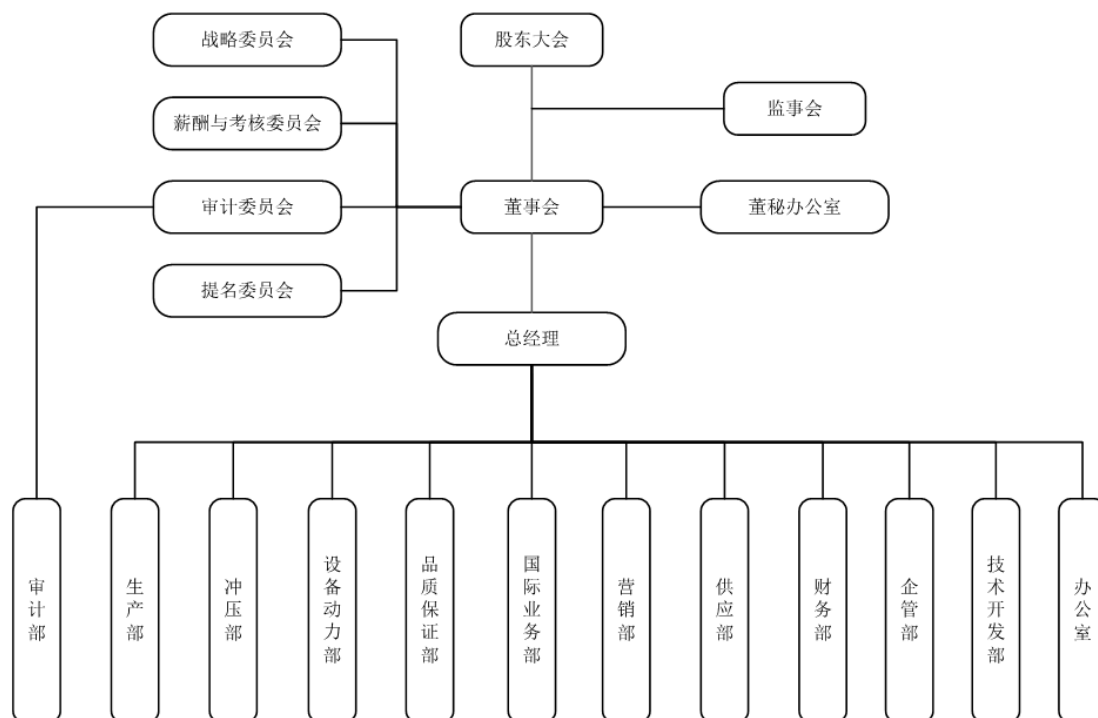 战略委员会
股东大会
监事会
薪酬与考核委员会
审计委员会
董事会
董秘办公室
提名委员会
总经理
审计部
生产部
冲压部
设备动力部
品质保证部
国际业务部
营销部
供应部
财务部
企管部
技术开发部
办公室